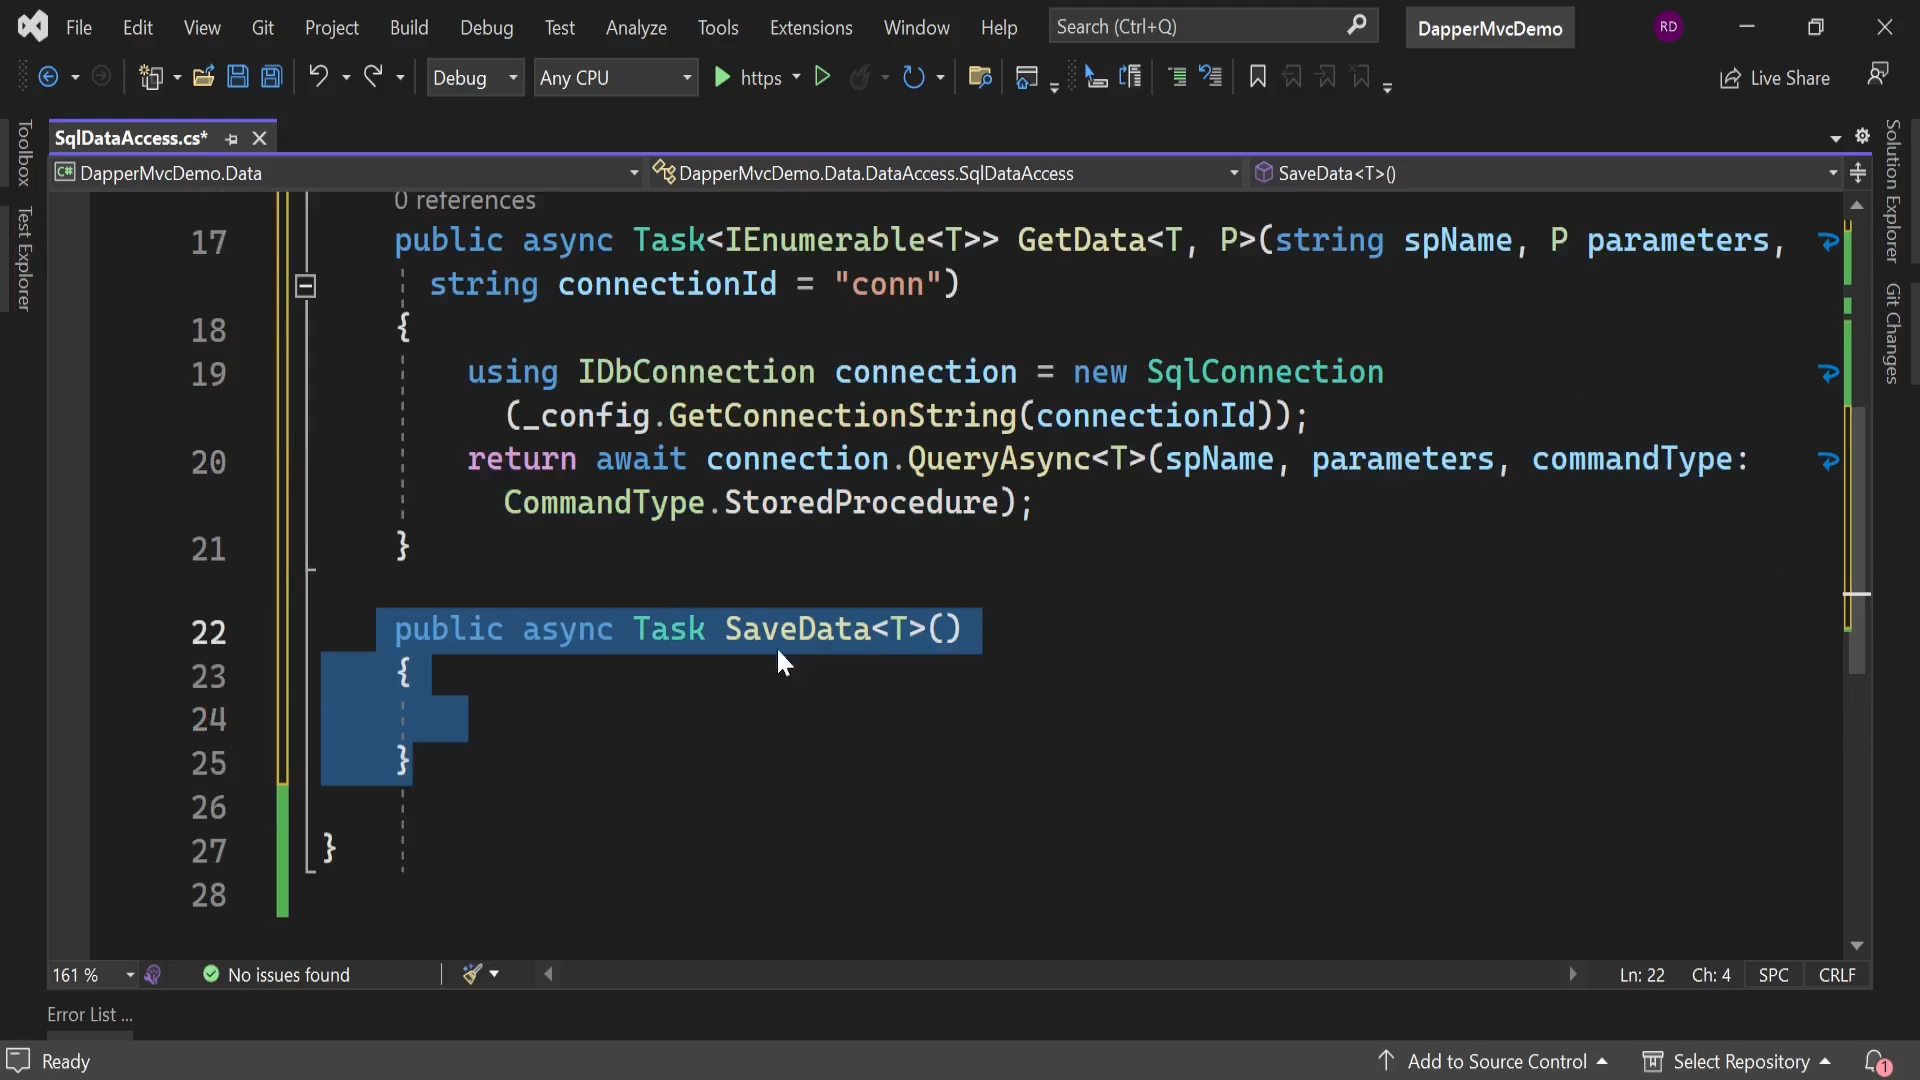 File Edit View Git Project Build Debug Test Analyze Tools Extensions Window Help Search (Ctrl+Q) DapperMvcDemo RD
Debug Any CPU https Live Share
Toolbox
Test Explorer
SqlDataAccess.cs*
C# DapperMvcDemo.Data DapperMvcDemo.Data.DataAccess.SqlDataAccess SaveData<T>()
0 references
17 public async Task<IEnumerable<T>> GetData<T, P>(string spName, P parameters,
string connectionId = "conn")
18 {
19 using IDbConnection connection = new SqlConnection
(_config.GetConnectionString(connectionId));
20 return await connection.QueryAsync<T>(spName, parameters, commandType:
CommandType.StoredProcedure);
21 }
22 public async Task SaveData<T>()
23 {
24
25 }
26
27 }
28
Solution Explorer
Git Changes
161 % No issues found Ln: 22 Ch: 4 SPC CRLF
Error List ...
Ready Add to Source Control Select Repository 1